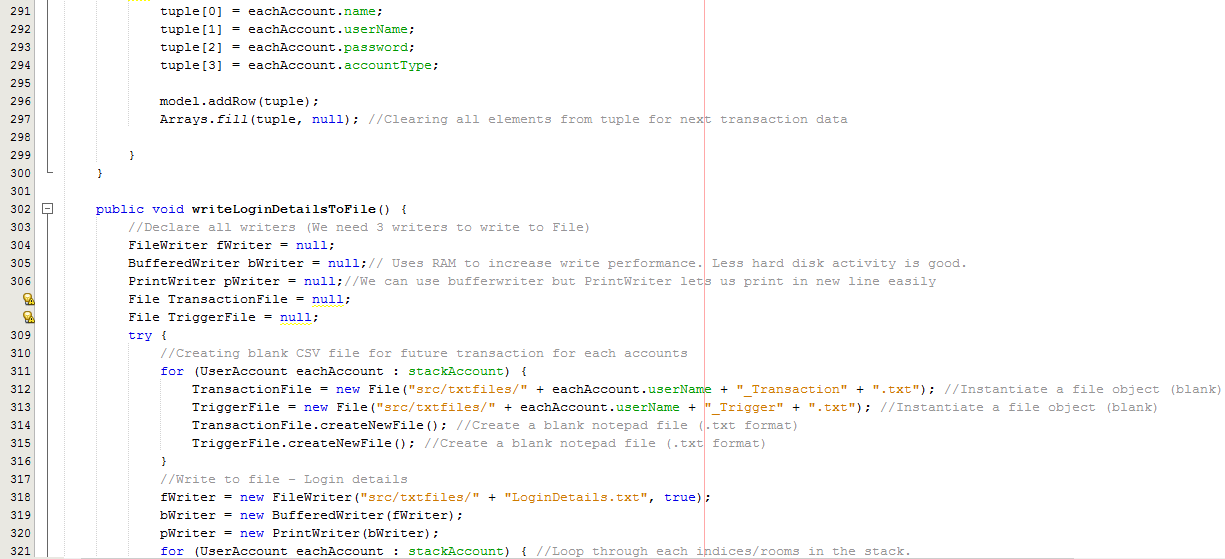 291 tuple[0] = eachAccount.name;
292 tuple[1] = eachAccount.userName;
293 tuple[2] = eachAccount.password;
294 tuple[3] = eachAccount.accountType;
295
296 model.addRow(tuple);
297 Arrays.fill(tuple, null); //Clearing all elements from tuple for next transaction data
298
299 }
300 }
301
302 public void writeLoginDetailsToFile() {
303 //Declare all writers (We need 3 writers to write to File)
304 FileWriter fWriter = null;
305 BufferedWriter bWriter = null;// Uses RAM to increase write performance. Less hard disk activity is good.
306 PrintWriter pWriter = null;//We can use bufferwriter but PrintWriter lets us print in new line easily
File TransactionFile = null;
File TriggerFile = null;
309 try {
310 //Creating blank CSV file for future transaction for each accounts
311 for (UserAccount eachAccount : stackAccount) {
312 TransactionFile = new File("src/txtfiles/" + eachAccount.userName + "_Transaction" + ".txt"); //Instantiate a file object (blank)
313 TriggerFile = new File("src/txtfiles/" + eachAccount.userName + "_Trigger" + ".txt"); //Instantiate a file object (blank)
314 TransactionFile.createNewFile(); //Create a blank notepad file (.txt format)
315 TriggerFile.createNewFile(); //Create a blank notepad file (.txt format)
316 }
317 //Write to file - Login details
318 fWriter = new FileWriter("src/txtfiles/" + "LoginDetails.txt", true);
319 bWriter = new BufferedWriter(fWriter);
320 pWriter = new PrintWriter(bWriter);
321 for (UserAccount eachAccount : stackAccount) { //Loop through each indices/rooms in the stack.